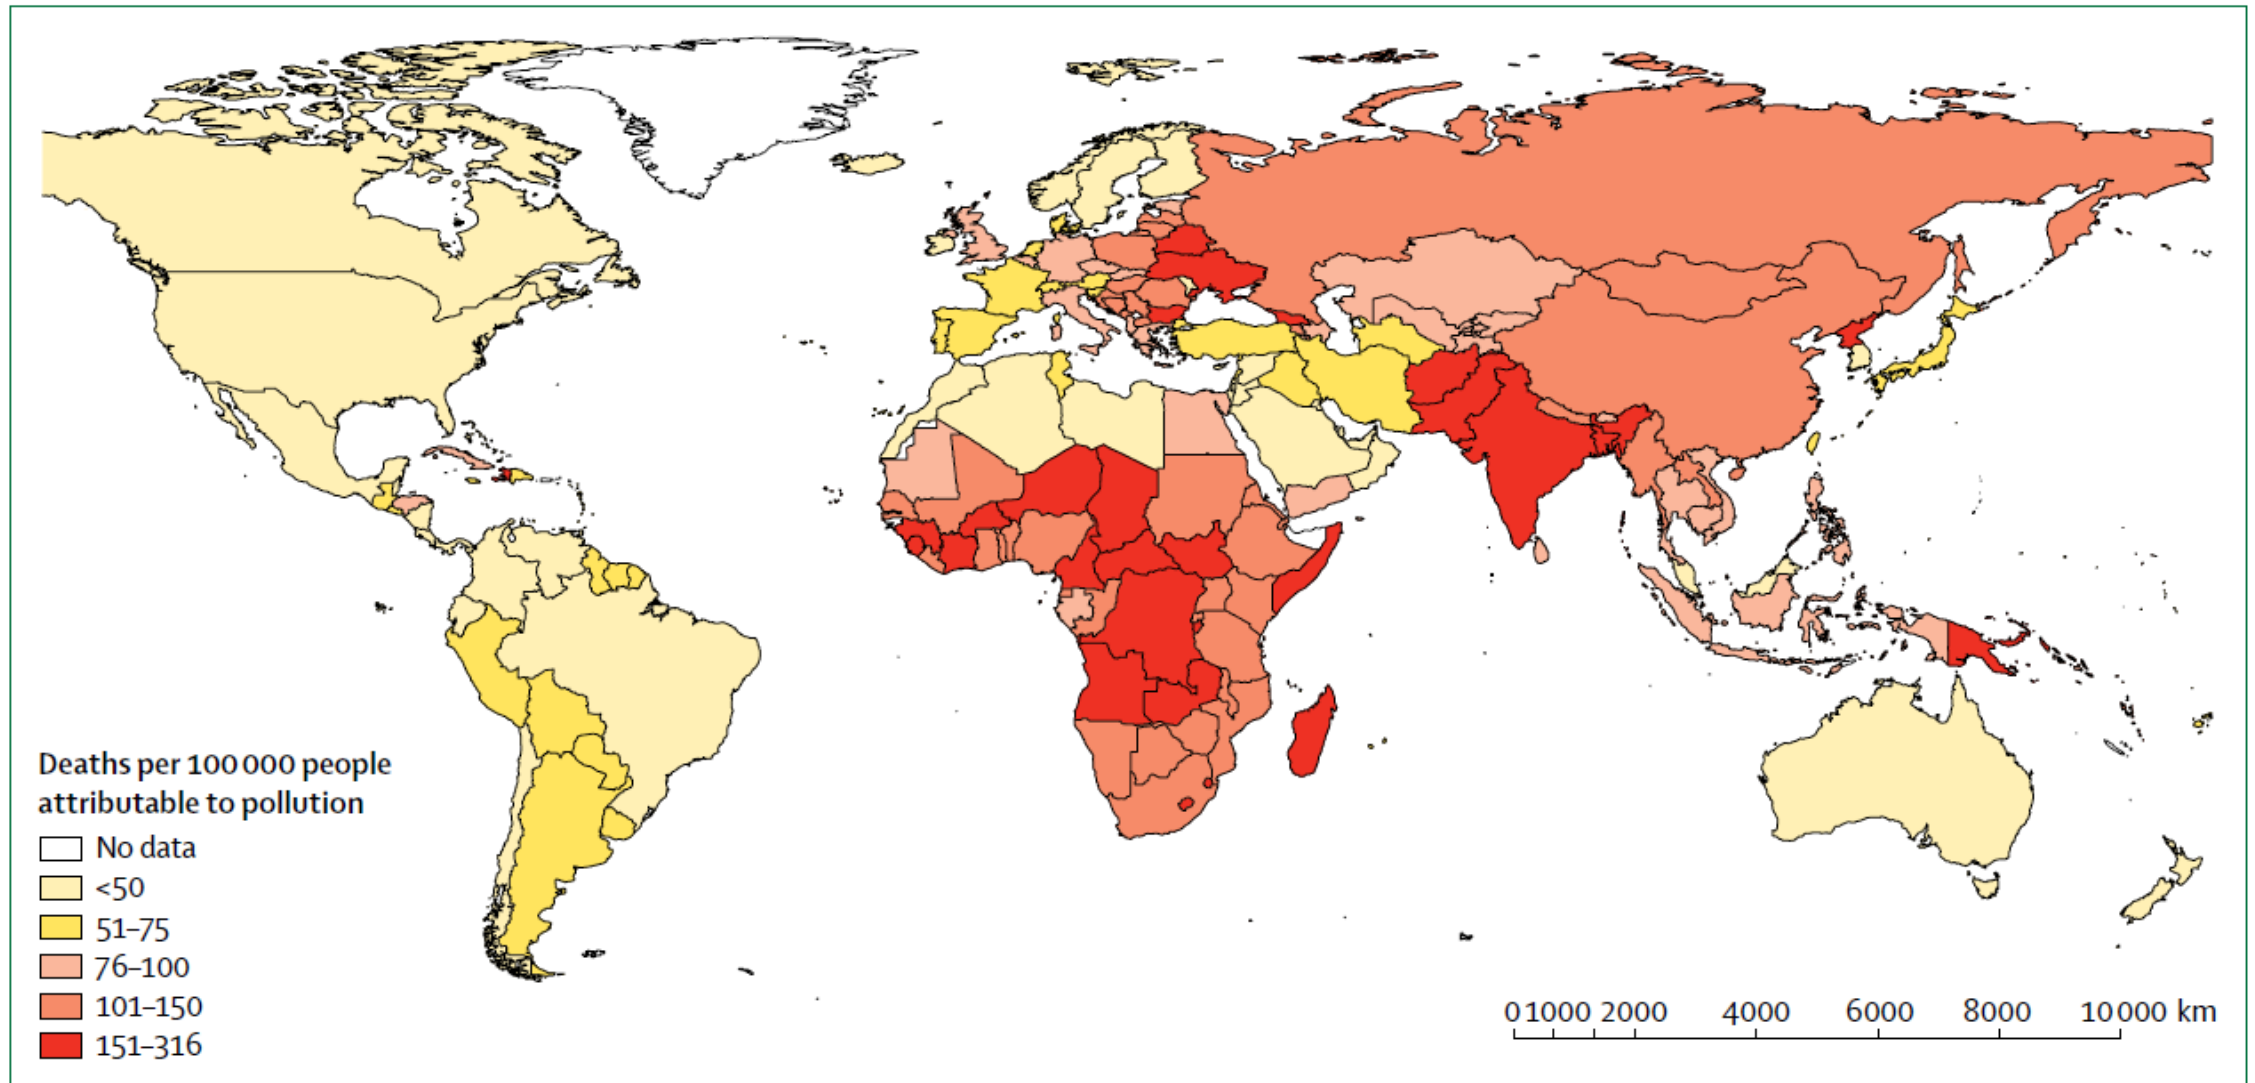 Deaths per 100 000 people
attributable to pollution
No data
<50
51–75
76–100
101–150
151–316
0 1000 2000 4000 6000 8000 10 000 km